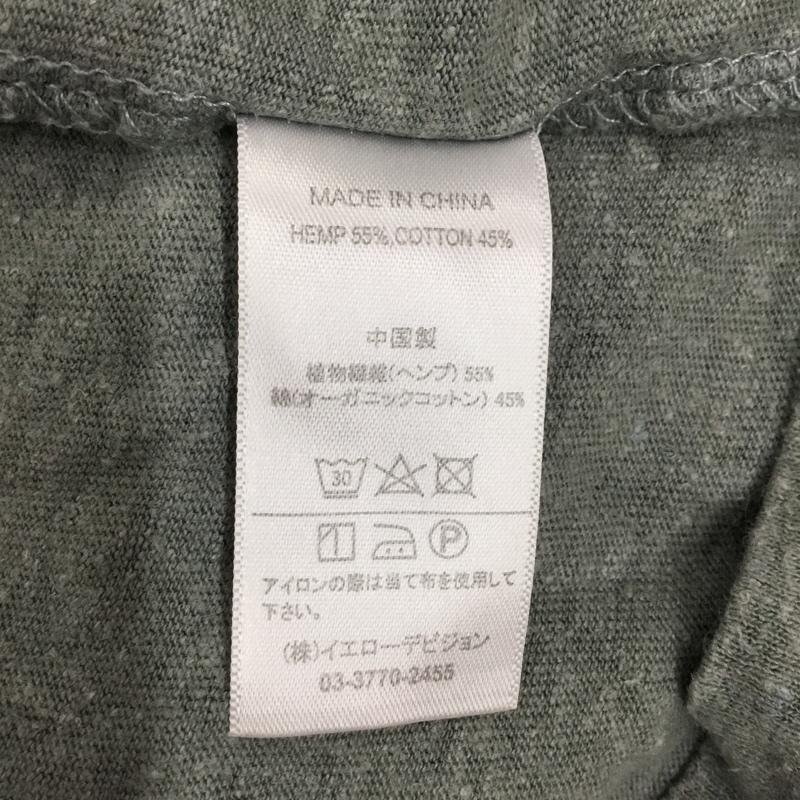 MADE IN CHINA
HEMP 55%,COTTON 45%
中国製
植物繊維(ヘンプ) 55%
綿(オーガニックコットン) 45%
30
P
アイロンの際は当て布を使用して
下さい。
(株)イエローデビジョン
03-3770-2455